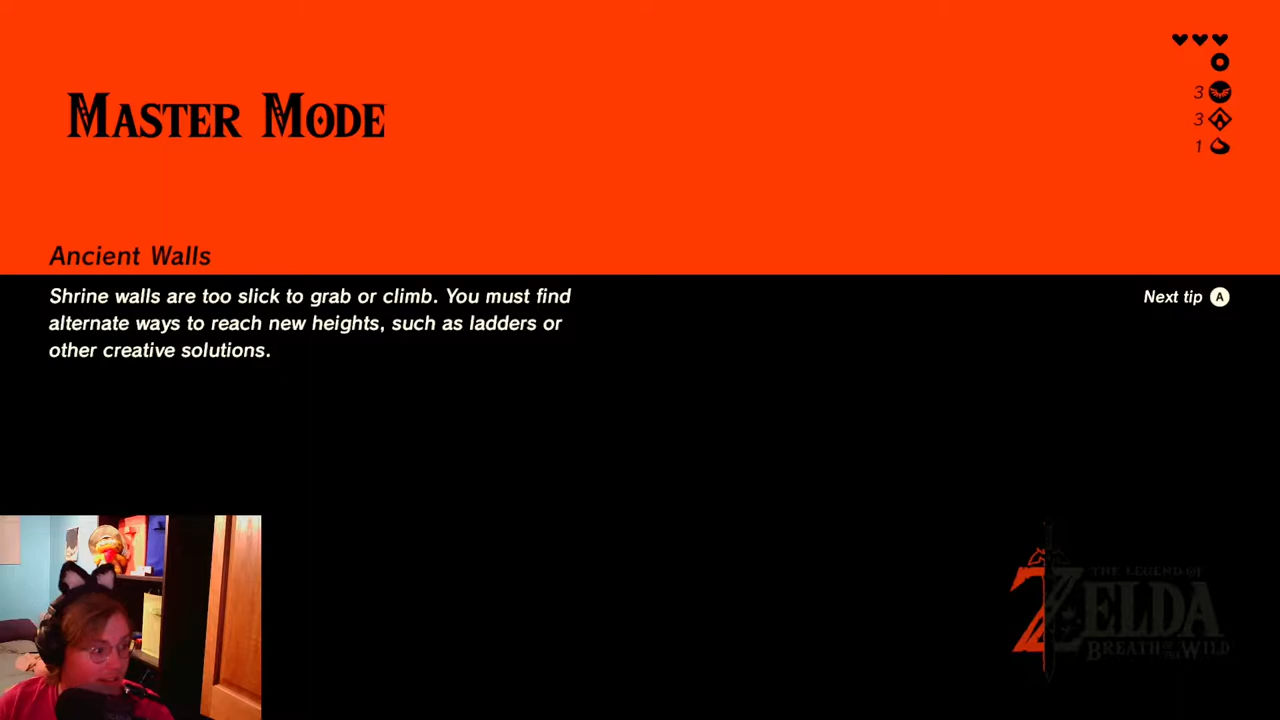 Master Mode
3
3
1
Ancient Walls
Shrine walls are too slick to grab or climb. You must find
alternate ways to reach new heights, such as ladders or
other creative solutions.
Next tip A
THE LEGEND OF
ZELDA
BREATH OF THE WILD